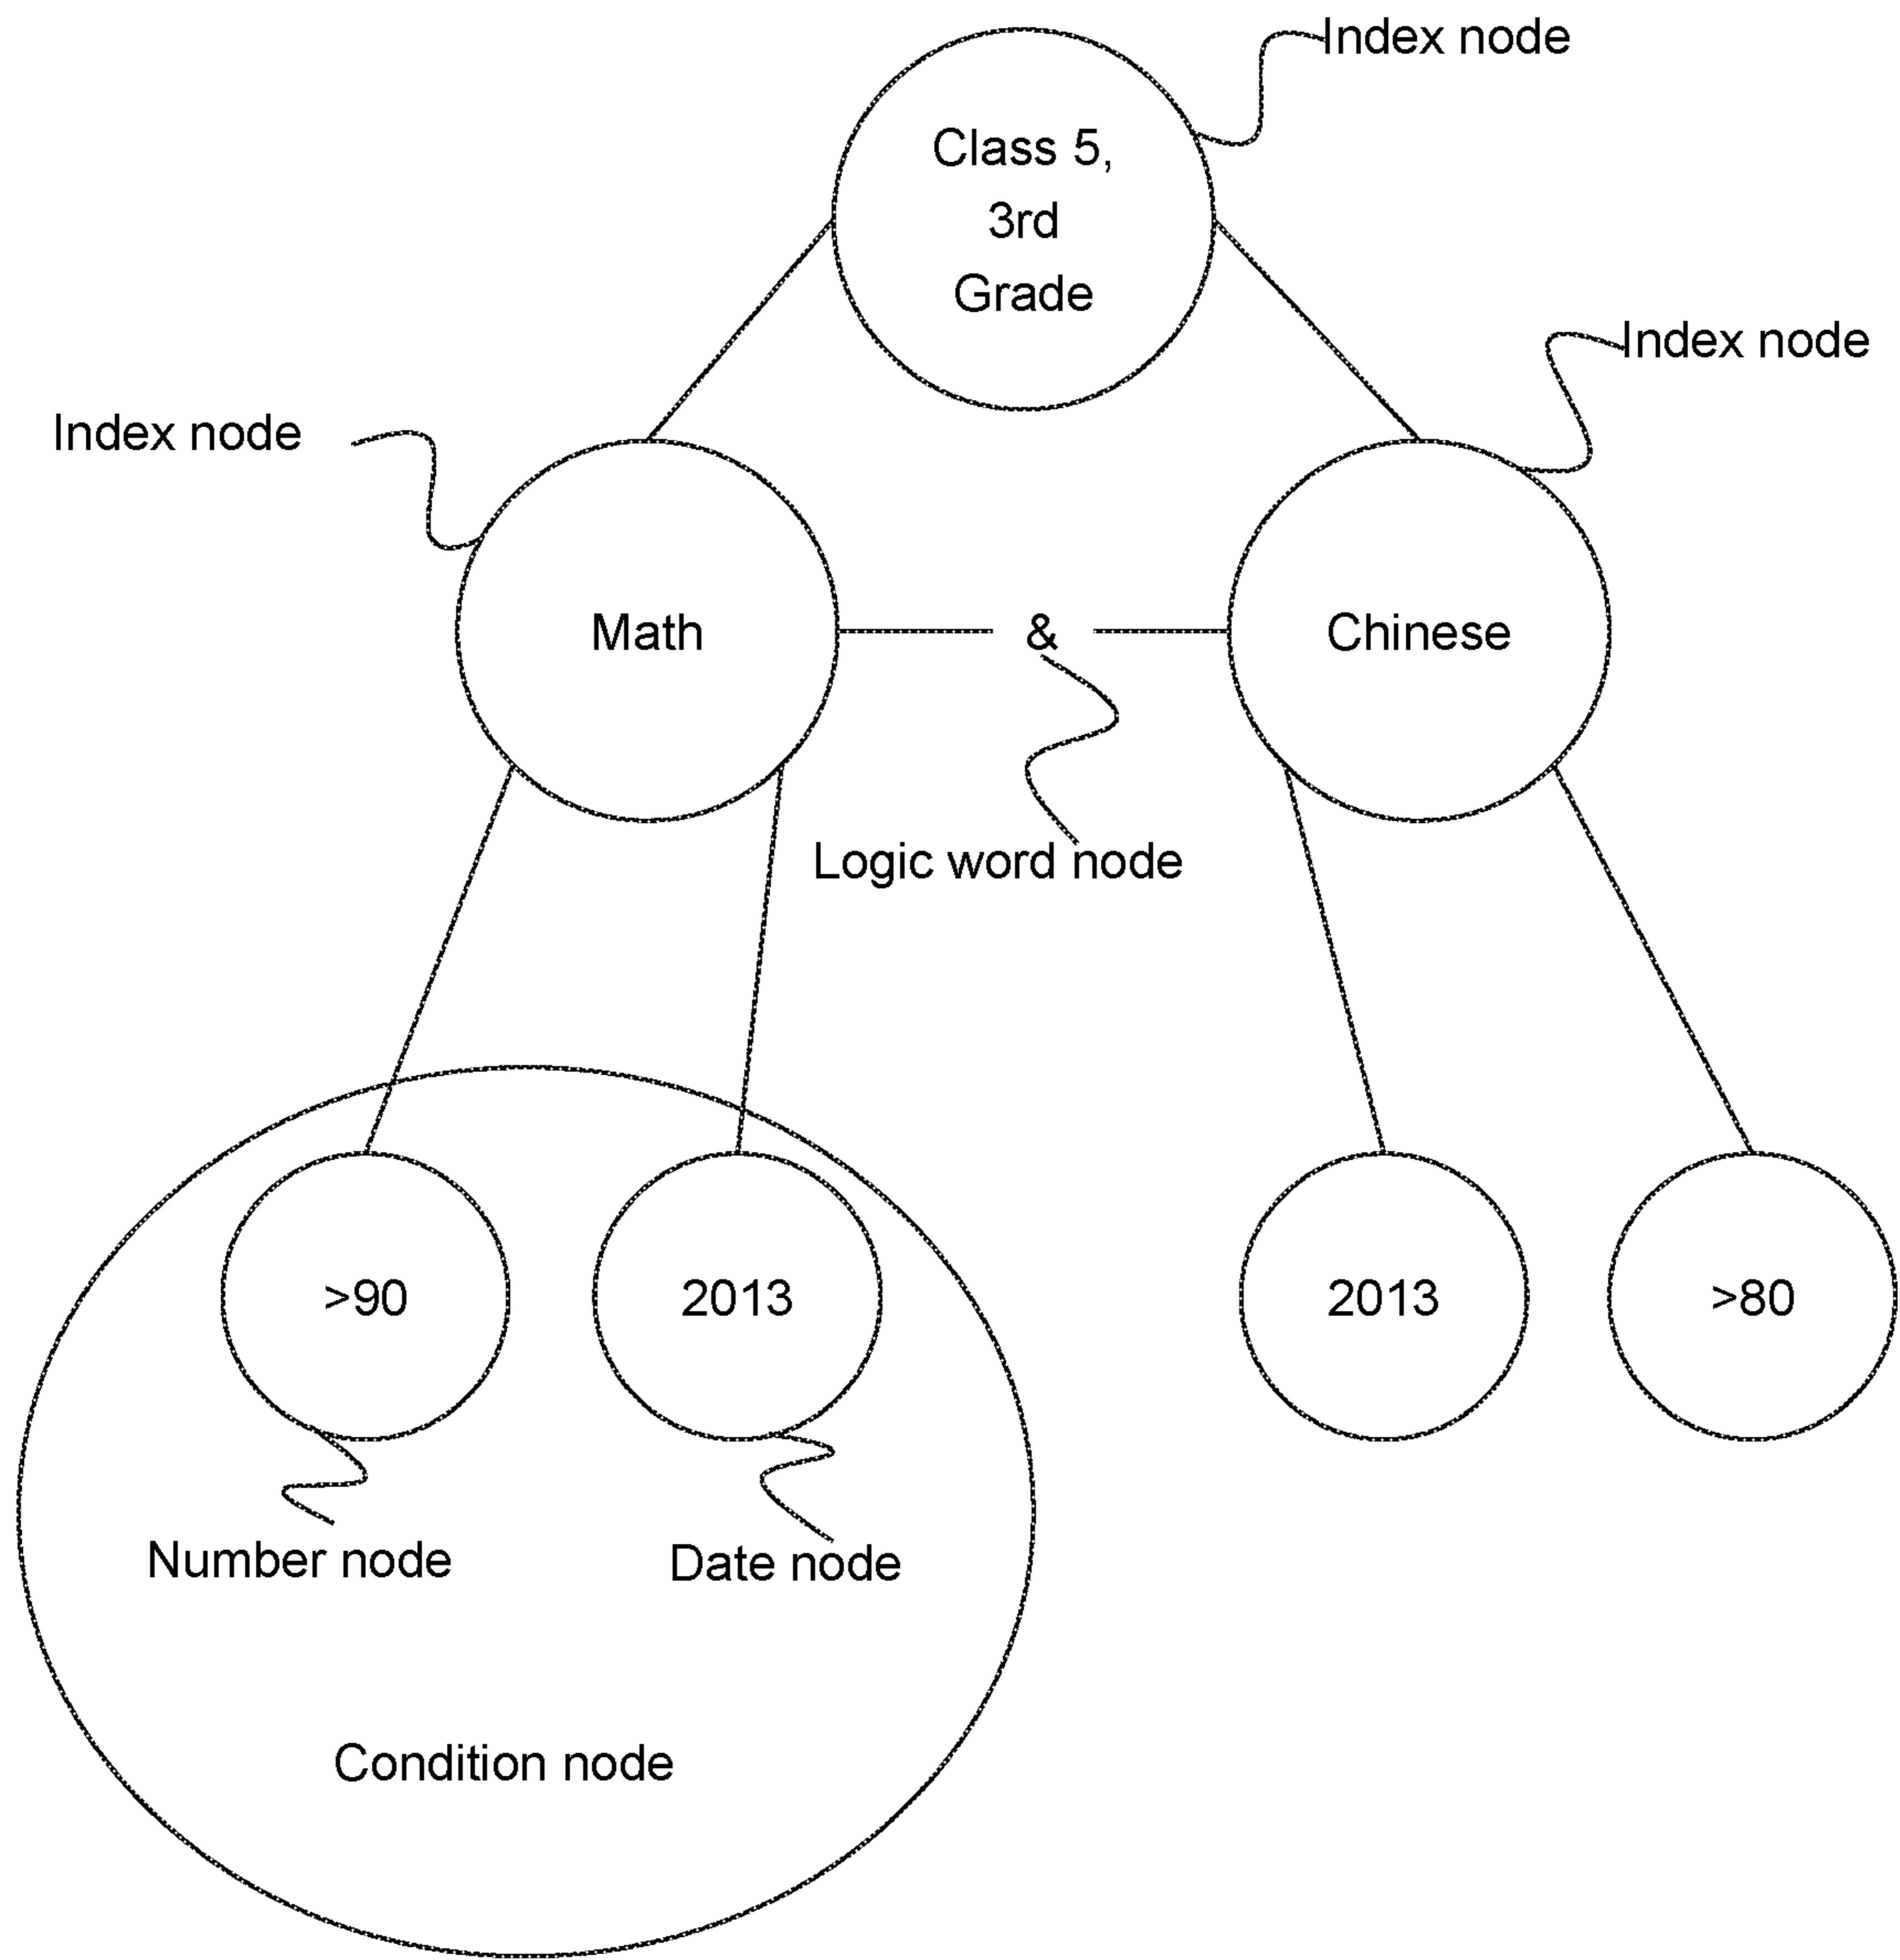 Index node
Class 5,
3rd
Grade
Index node
Index node
Math
&
Chinese
Logic word node
>90
2013
2013
>80
Number node
Date node
Condition node